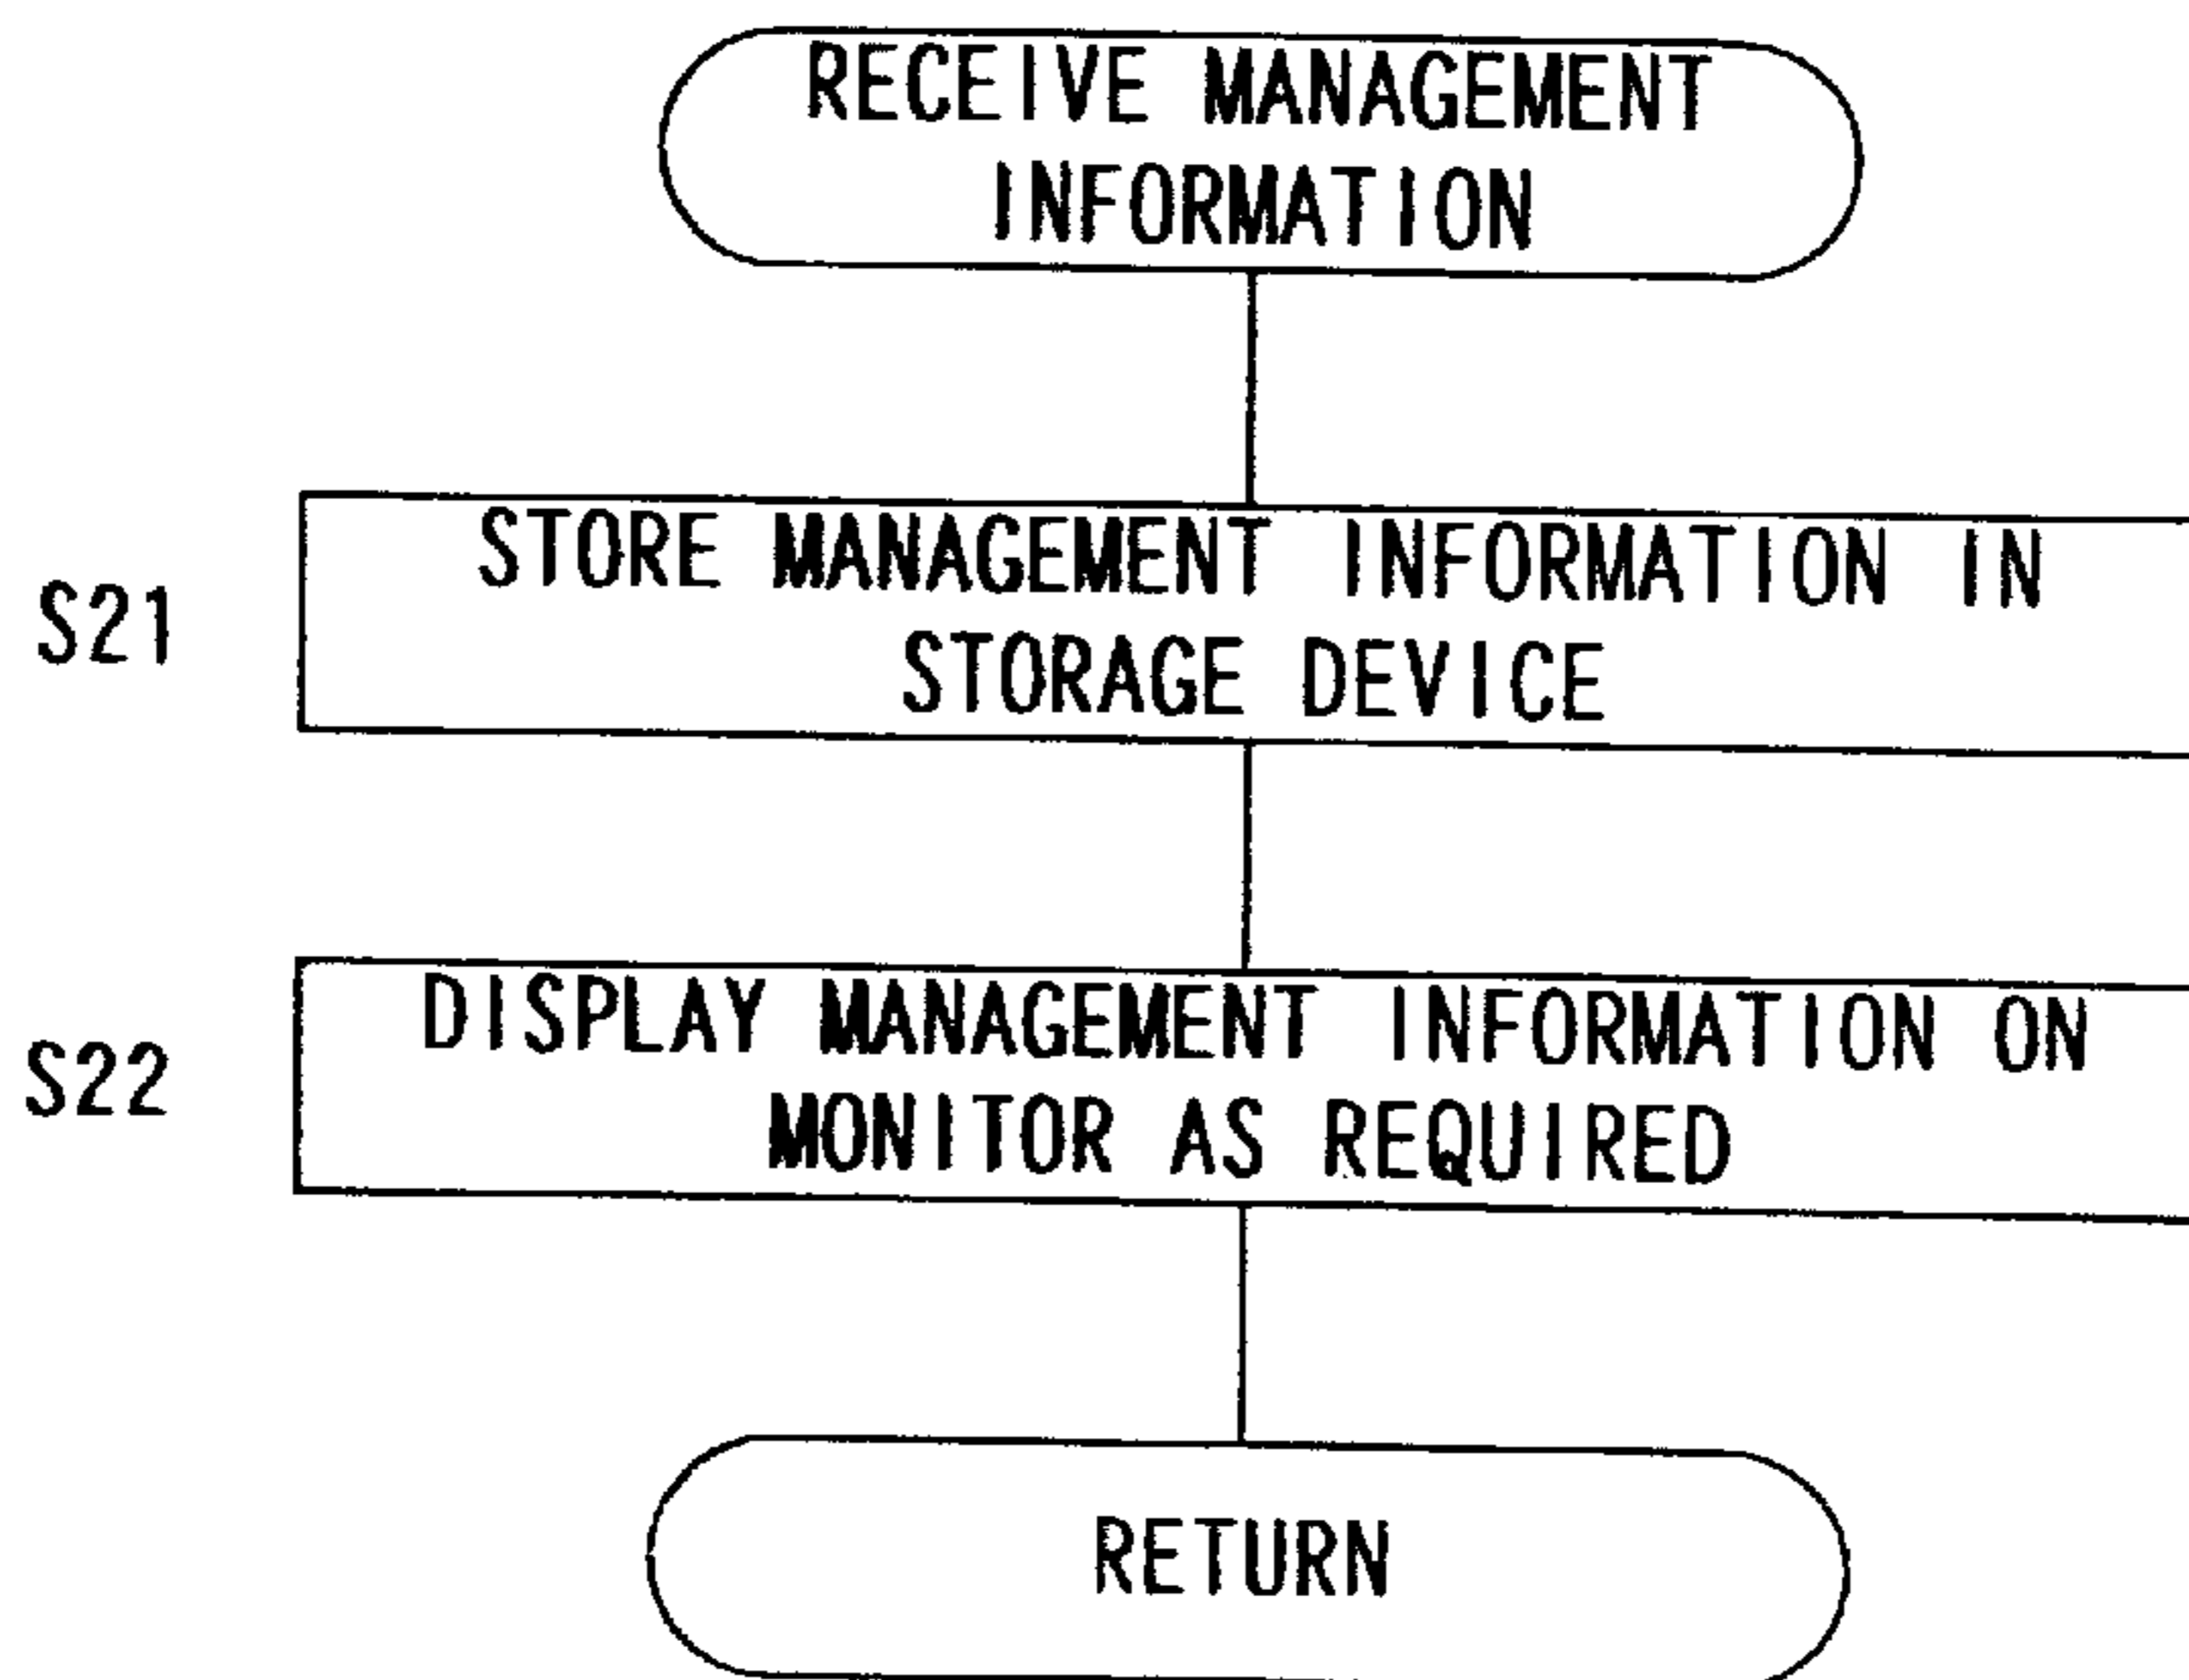 RECEIVE MANAGEMENT
INFORMATION
S21
STORE MANAGEMENT INFORMATION IN
STORAGE DEVICE
S22
DISPLAY MANAGEMENT INFORMATION ON
MONITOR AS REQUIRED
RETURN